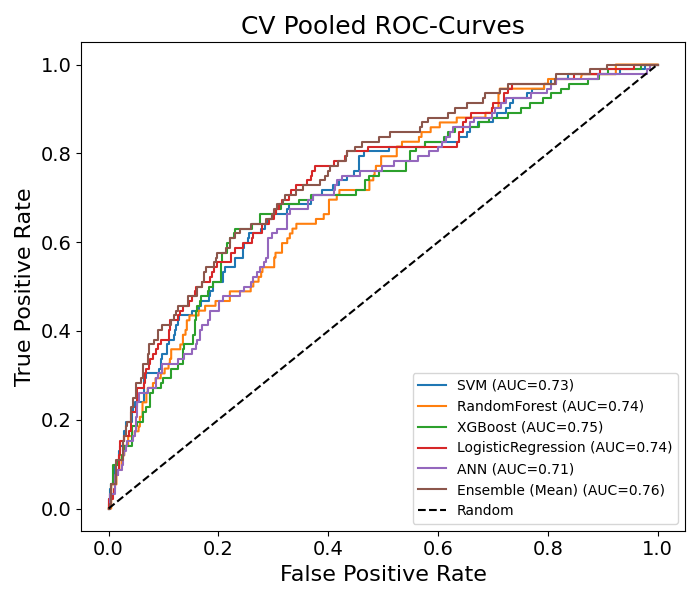 CV Pooled ROC-Curves
True Positive Rate
1.0
0.8
0.6
0.4
0.2
0.0
SVM (AUC=0.73)
RandomForest (AUC=0.74)
XGBoost (AUC=0.75)
LogisticRegression (AUC=0.74)
ANN (AUC=0.71)
Ensemble (Mean) (AUC=0.76)
Random
0.0 0.2 0.4 0.6 0.8 1.0
False Positive Rate